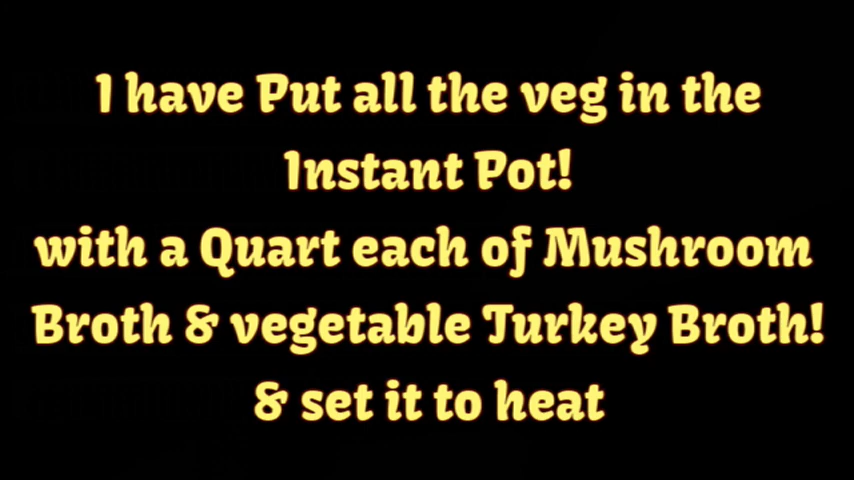 I have Put all the veg in the
Instant Pot!
with a Quart each of Mushroom
Broth & vegetable Turkey Broth!
& set it to heat